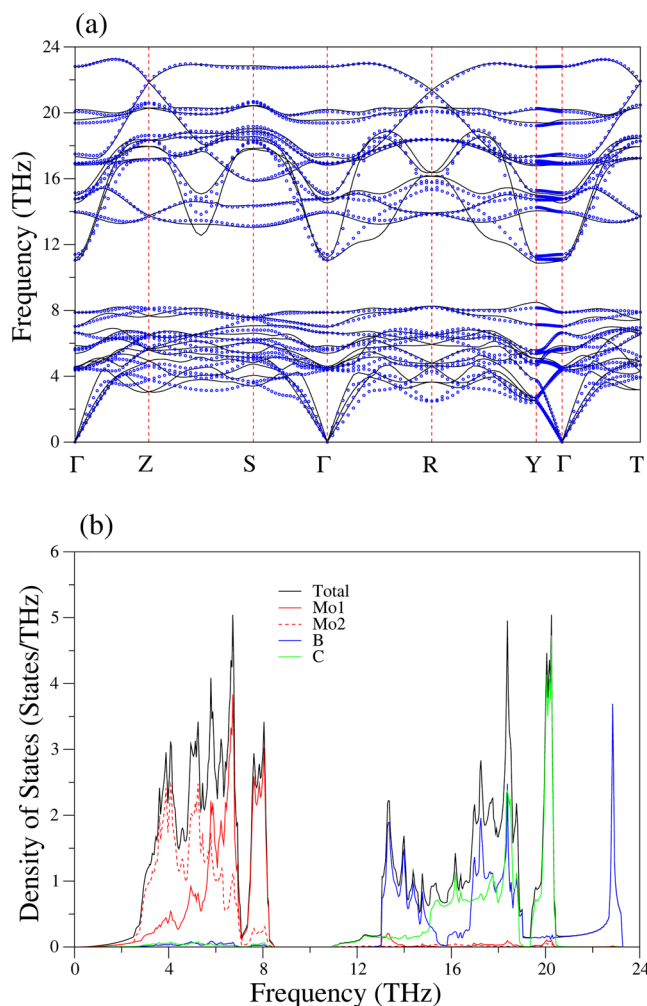 (a)
24
20
16
12
8
4
0
Frequency (THz)
Γ Z S Γ R Y Γ T
(b)
6
5
4
3
2
1
0
Density of States (States/THz)
Total
Mo1
Mo2
B
C
0 4 8 12 16 20 24
Frequency (THz)